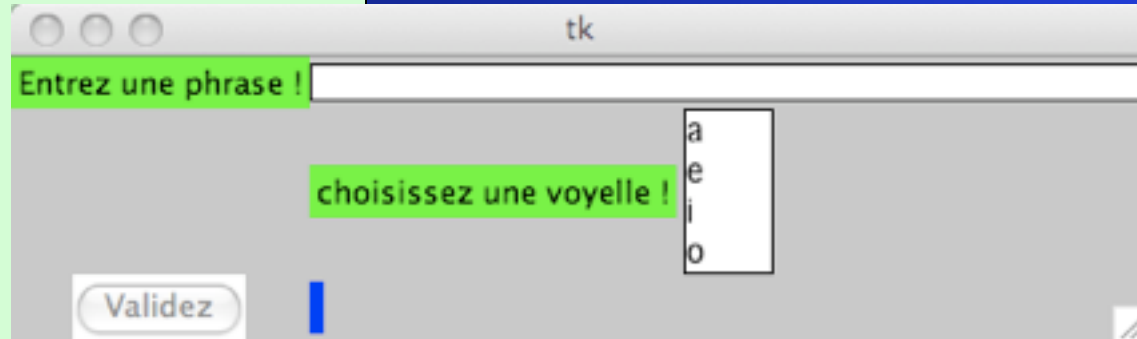 tk
Entrez une phrase !
a
e
choisissez une voyelle !
i
o
Validez